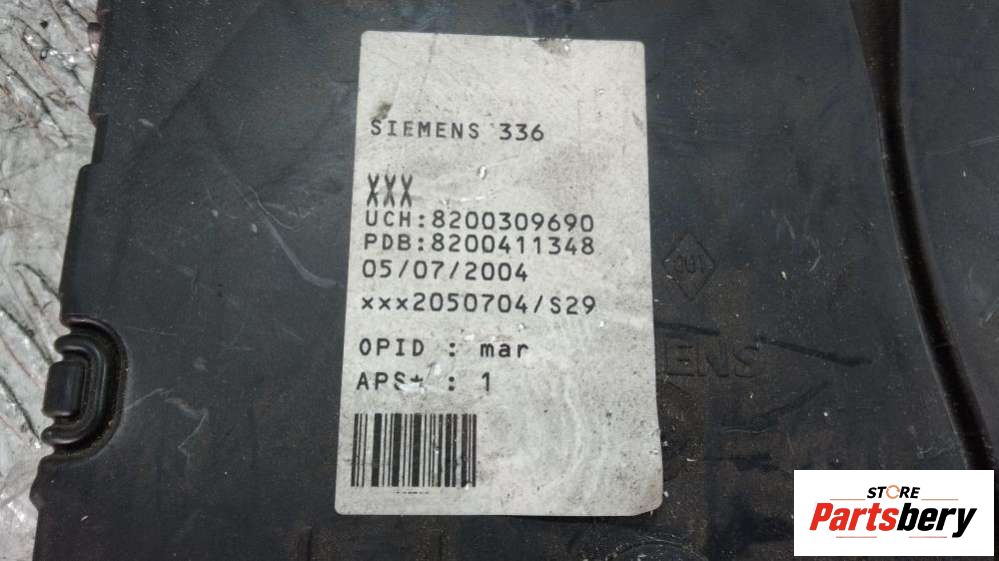 SIEMENS 336
XXX
UCH:8200309690
PDB:8200411348
05/07/2004
xxx2050704/S29
OPID : mar
APS* : 1
STORE
Partsbery